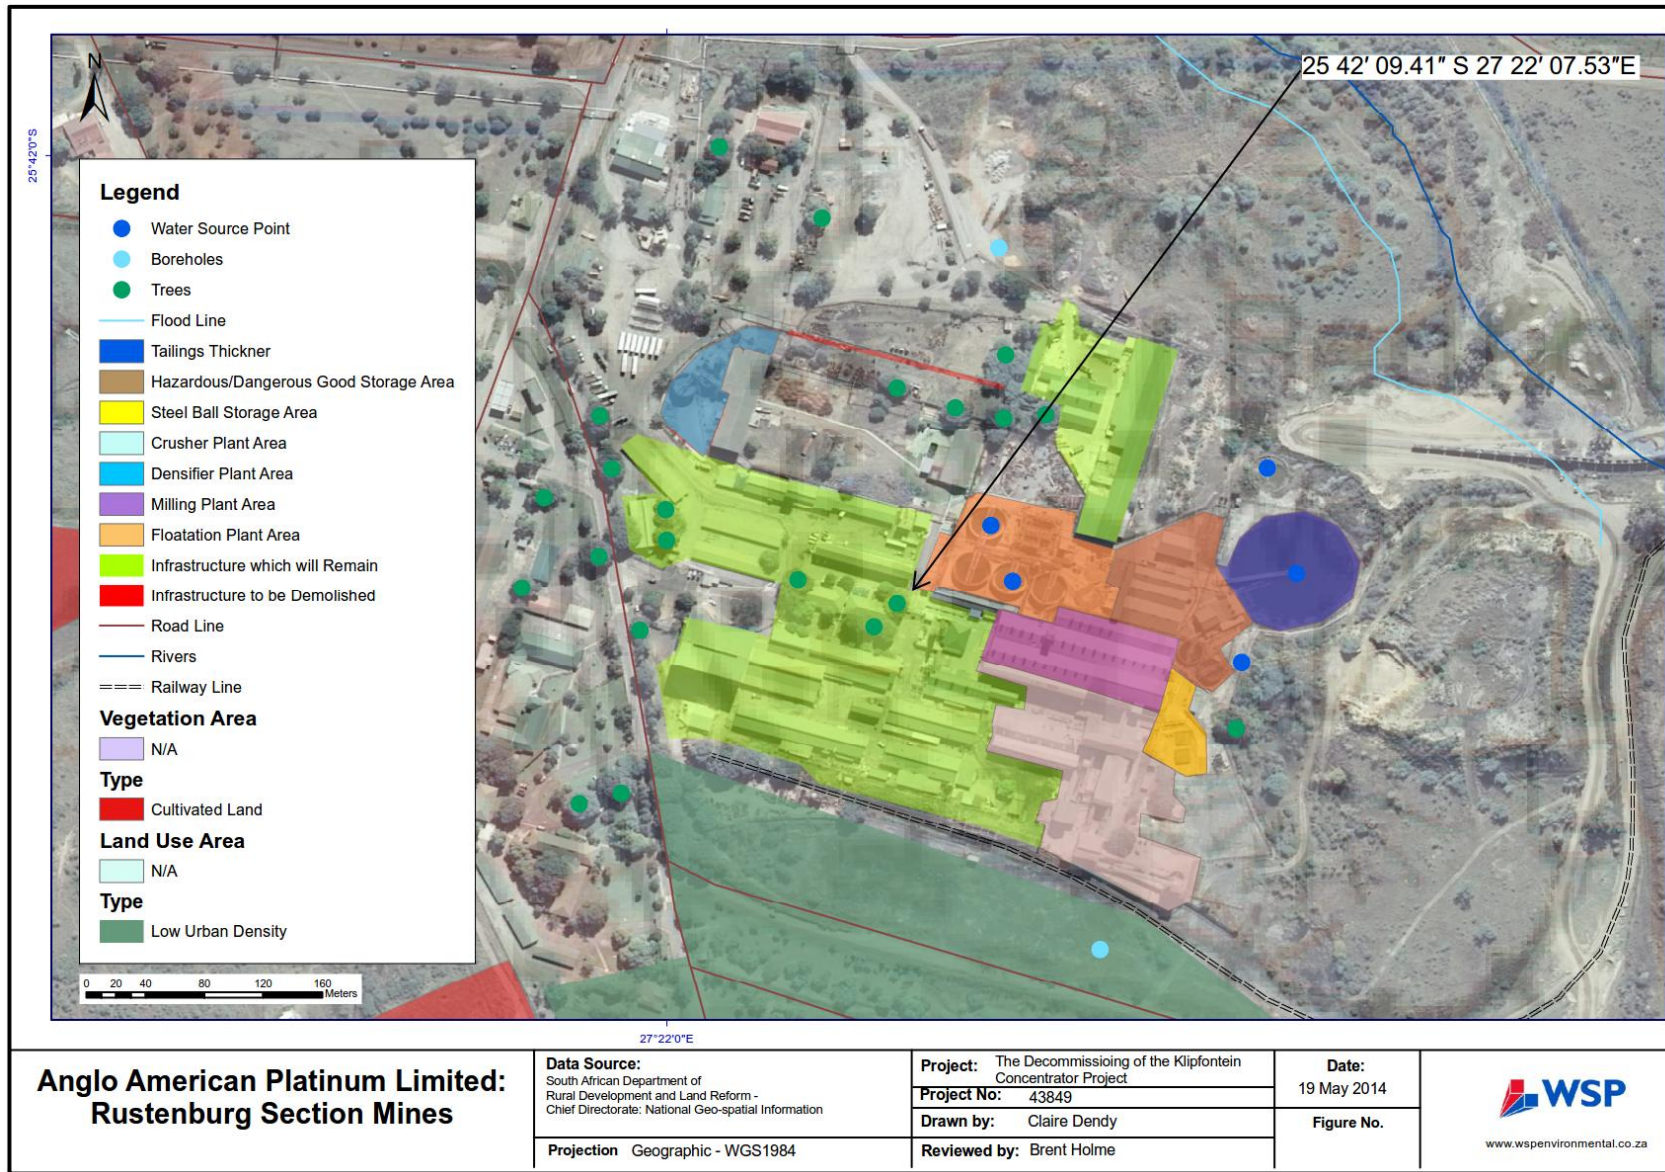 25 42' 09.41" S 27 22' 07.53"E
N
25°42'0"S
Legend
Water Source Point
Boreholes
Trees
Flood Line
Tailings Thickner
Hazardous/Dangerous Good Storage Area
Steel Ball Storage Area
Crusher Plant Area
Densifier Plant Area
Milling Plant Area
Floatation Plant Area
Infrastructure which will Remain
Infrastructure to be Demolished
Road Line
Rivers
Railway Line
Vegetation Area
N/A
Type
Cultivated Land
Land Use Area
N/A
Type
Low Urban Density
0 20 40 80 120 160
Meters
27°22'0"E
Anglo American Platinum Limited:
Rustenburg Section Mines
Data Source:
South African Department of
Rural Development and Land Reform -
Chief Directorate: National Geo-spatial Information
Projection Geographic - WGS1984
Project: The Decommissioing of the Klipfontein
Concentrator Project
Project No: 43849
Drawn by: Claire Dendy
Reviewed by: Brent Holme
Date:
19 May 2014
Figure No.
WSP
www.wspenvironmental.co.za